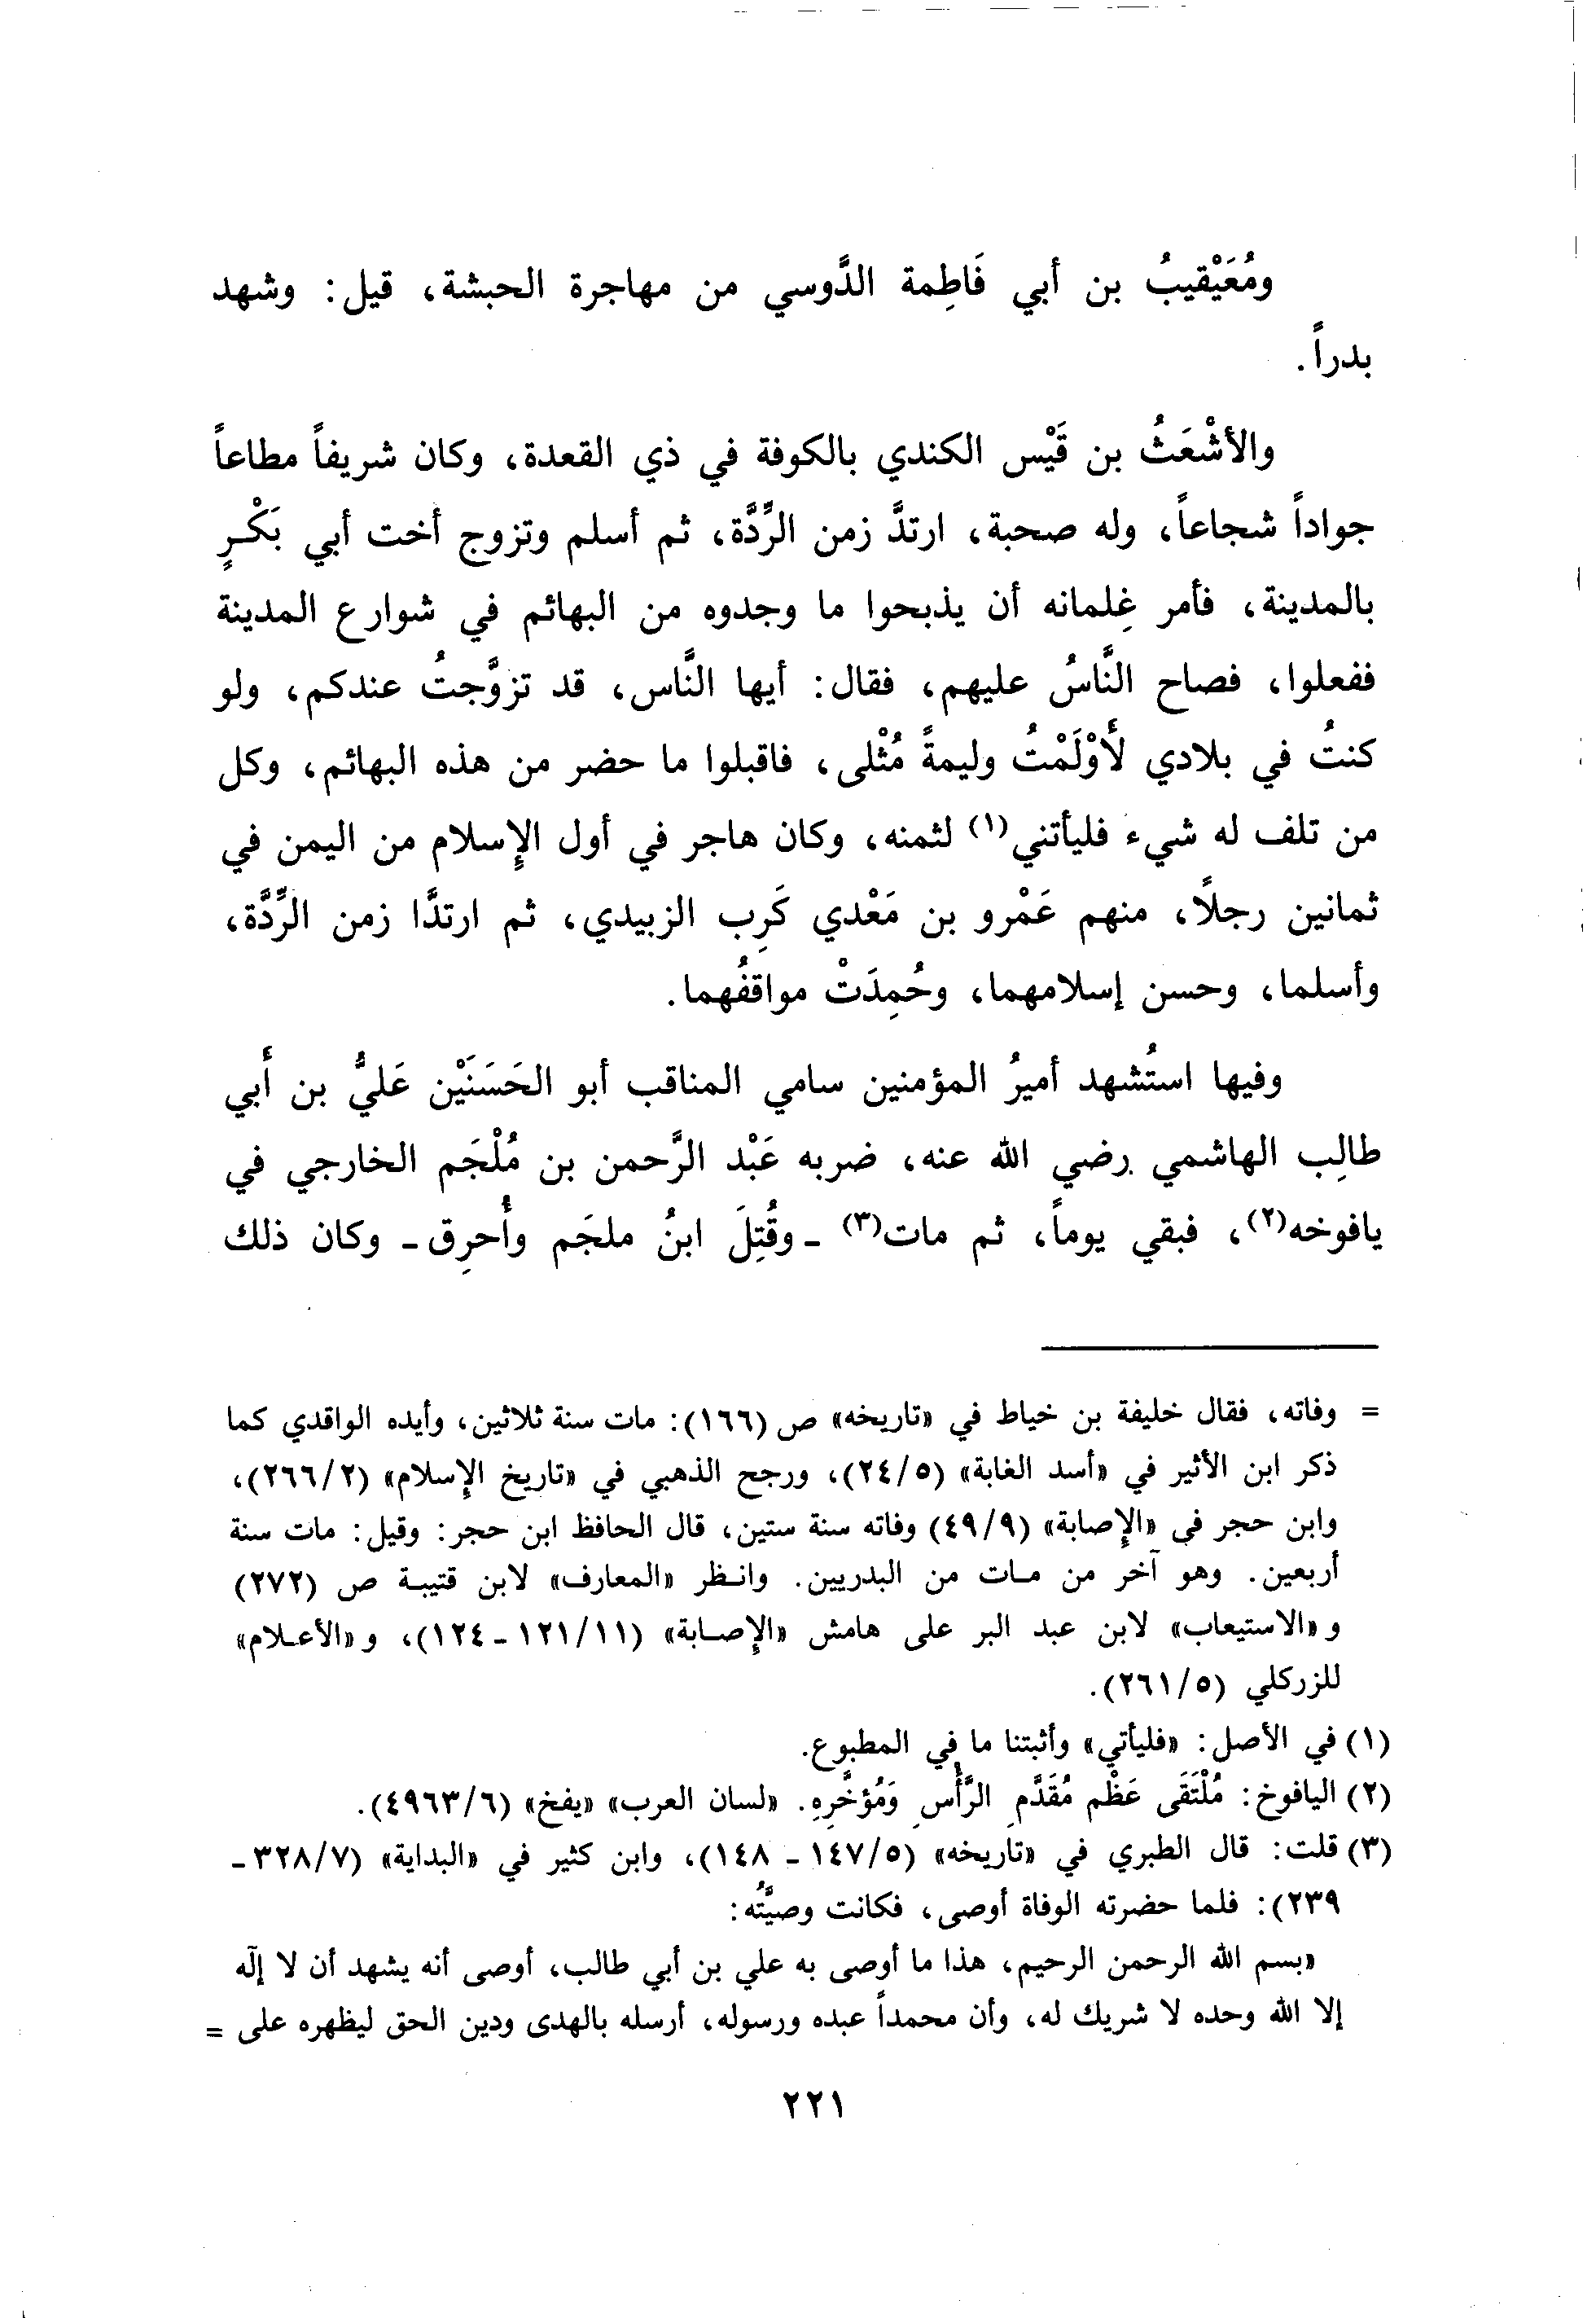 ومُعَيْقيبُ بن أبي فَاطِمة الدَّوسي من مهاجرة الحبشة، قيل: وشهد
بدراً.
والأشْعَثُ بن قَيْس الكندي بالكوفة في ذي القعدة، وكان شريفاً مطاعاً
جواداً شجاعاً، وله صحبة، ارتدَّ زمن الرِّدَّة، ثم أسلم وتزوج أخت أبي بَكْرٍ
بالمدينة، فأمر غِلمانه أن يذبحوا ما وجدوه من البهائم في شوارع المدينة
ففعلوا، فصاح النَّاسُ عليهم، فقال: أيها النَّاس، قد تزوَّجتُ عندكم، ولو
كنتُ في بلادي لَأَوْلَمْتُ وليمةً مُثْلى، فاقبلوا ما حضر من هذه البهائم، وكل
من تلف له شيء فليأتني(١) لثمنه، وكان هاجر في أول الإسلام من اليمن في
ثمانين رجلاً، منهم عَمْرو بن مَعْدي كَرِب الزبيدي، ثم ارتدَّا زمن الرِّدَّة،
وأسلما، وحسن إسلامهما، وحُمِدَتْ مواقفُهما.
وفيها استُشهد أميرُ المؤمنين سامي المناقب أبو الحَسَنَيْن عَليُّ بن أَبي
طالِب الهاشمي رضي الله عنه، ضربه عَبْد الرَّحمن بن مُلْجَم الخارجي في
يافوخه(٢)، فبقي يوماً، ثم مات(٣) ـ وقُتِلَ ابنُ ملجَم وأُحرِق ـ وكان ذلك
= وفاته، فقال خليفة بن خياط في «تاريخه» ص (١٦٦): مات سنة ثلاثين، وأيده الواقدي كما
ذكر ابن الأثير في «أسد الغابة» (٢٤/٥)، ورجح الذهبي في «تاريخ الإسلام» (٢٦٦/٢)،
وابن حجر في «الإصابة» (٤٩/٩) وفاته سنة ستين، قال الحافظ ابن حجر: وقيل: مات سنة
أربعين. وهو آخر من مات من البدريين. وانظر «المعارف» لابن قتيبة ص (٢٧٢)
و «الاستيعاب» لابن عبد البر على هامش «الإصابة» (١٢١/١١ ـ ١٢٤)، و «الأعلام»
للزركلي (٢٦١/٥).
(١) في الأصل: «فليأتي» وأثبتنا ما في المطبوع.
(٢) اليافوخ: مُلْتَقَى عَظْم مُقَدَّمِ الرَّأْسِ وَمُؤخَّرِهِ. «لسان العرب» «يفخ» (٤٩٦٣/٦).
(٣) قلت: قال الطبري في «تاريخه» (١٤٧/٥ ـ ١٤٨)، وابن كثير في «البداية» (٣٢٨/٧ ـ
٢٣٩): فلما حضرته الوفاة أوصى، فكانت وصيَّتُه:
«بسم الله الرحمن الرحيم، هذا ما أوصى به علي بن أبي طالب، أوصى أنه يشهد أن لا إلٓه
إلا الله وحده لا شريك له، وأن محمداً عبده ورسوله، أرسله بالهدى ودين الحق ليظهره على =
٢٢١